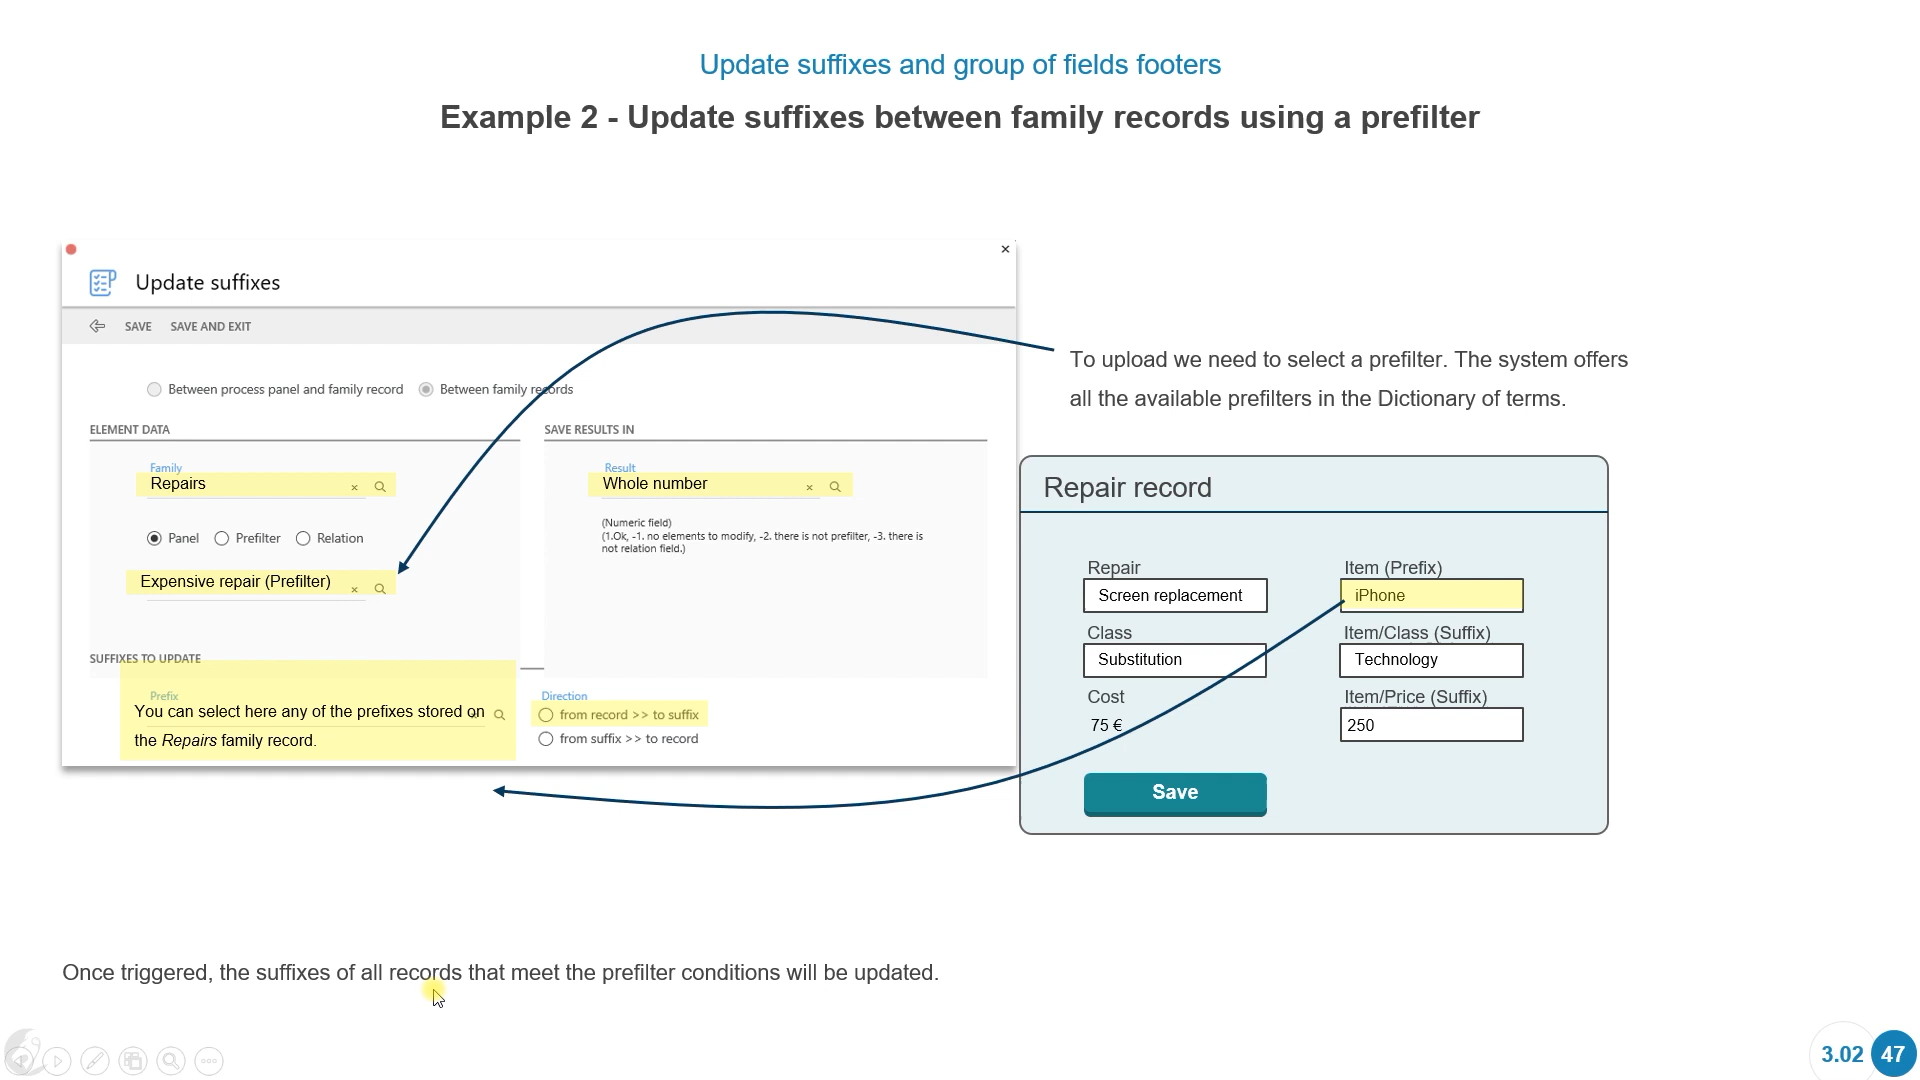 Update suffixes and group of fields footers
Example 2 - Update suffixes between family records using a prefilter
Update suffixes
SAVE SAVE AND EXIT
Between process panel and family record Between family records
ELEMENT DATA
Family
Repairs
Panel Prefilter Relation
Expensive repair (Prefilter)
SAVE RESULTS IN
Result
Whole number
(Numeric field)
(1.Ok, -1. no elements to modify, -2. there is not prefilter, -3. there is
not relation field.)
SUFFIXES TO UPDATE
Prefix
You can select here any of the prefixes stored on
the Repairs family record.
Direction
from record >> to suffix
from suffix >> to record
To upload we need to select a prefilter. The system offers
all the available prefilters in the Dictionary of terms.
Repair record
Repair
Screen replacement
Item (Prefix)
iPhone
Class
Substitution
Item/Class (Suffix)
Technology
Cost
75 €
Item/Price (Suffix)
250
Save
Once triggered, the suffixes of all records that meet the prefilter conditions will be updated.
3.02 47